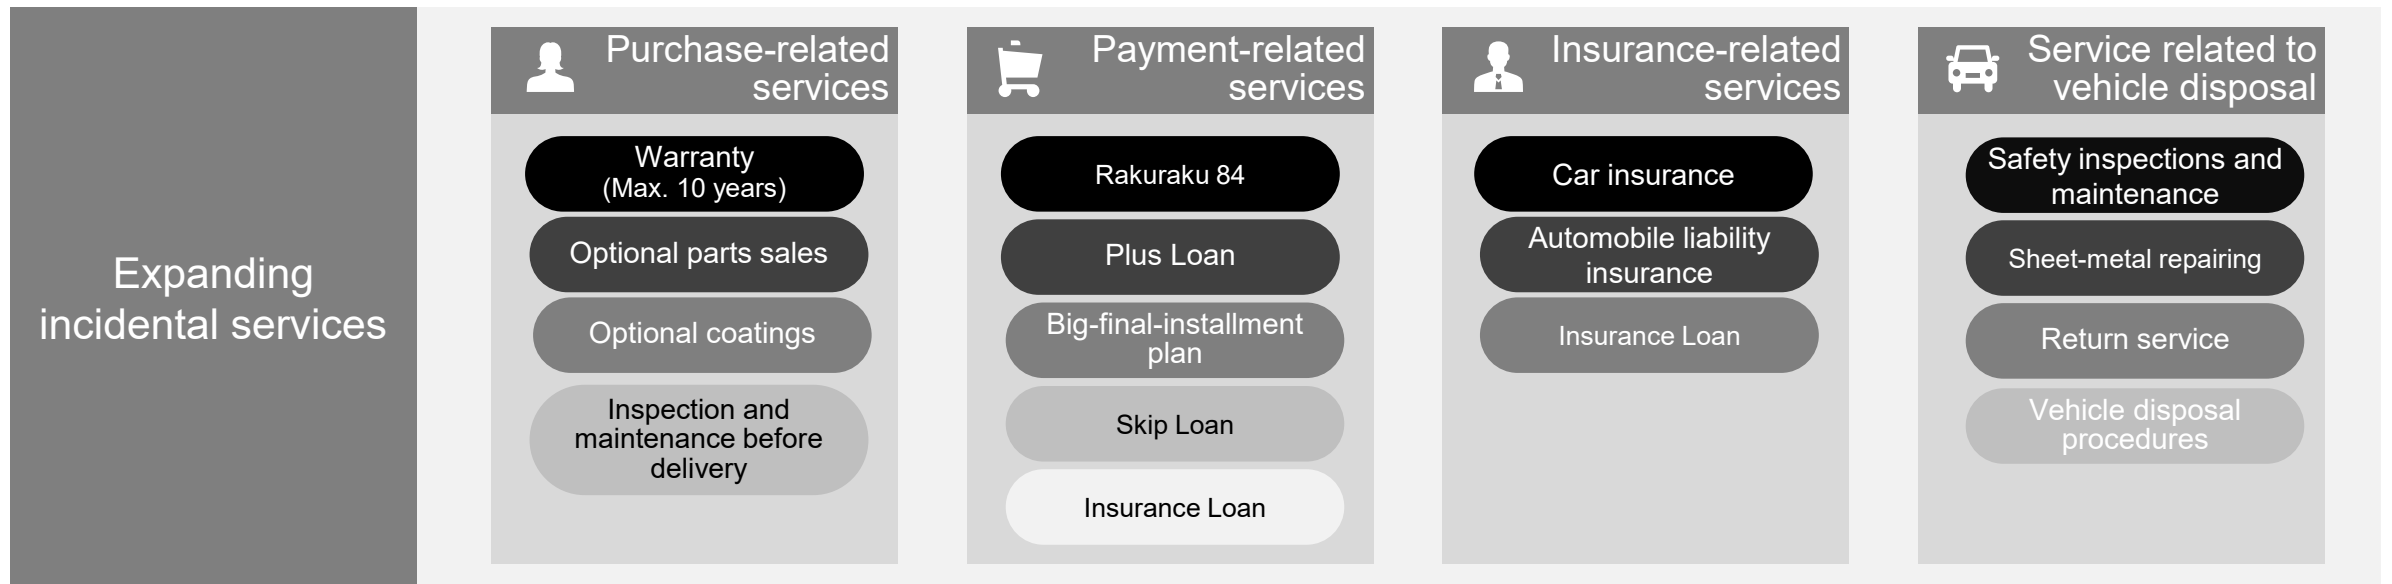 Expanding
incidental services
Purchase-related
services
Warranty
(Max. 10 years)
Optional parts sales
Optional coatings
Inspection and
maintenance before
delivery
Payment-related
services
Rakuraku 84
Plus Loan
Big-final-installment
plan
Skip Loan
Insurance Loan
Insurance-related
services
Car insurance
Automobile liability
insurance
Insurance Loan
Service related to
vehicle disposal
Safety inspections and
maintenance
Sheet-metal repairing
Return service
Vehicle disposal
procedures